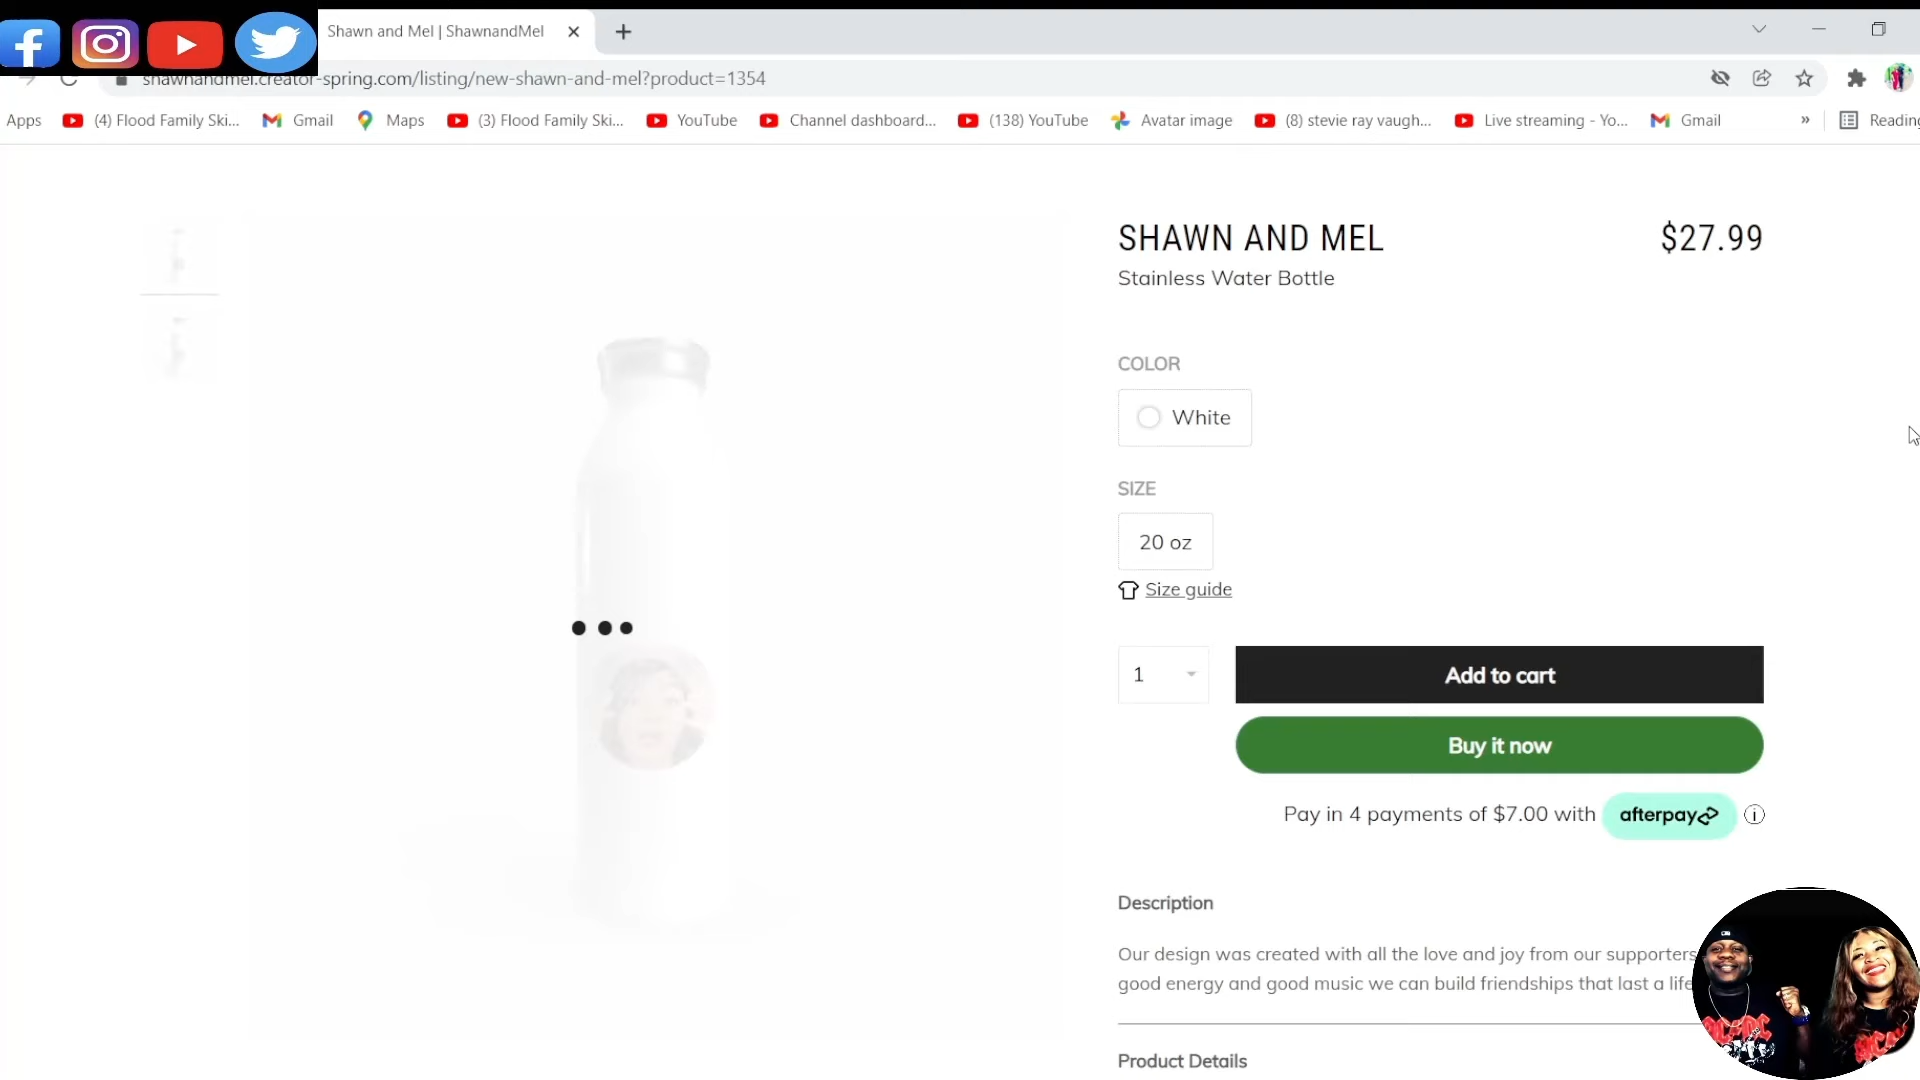 Shawn and Mel | ShawnandMel
shawnandmel.creator-spring.com/listing/new-shawn-and-mel?product=1354
Apps (4) Flood Family Ski... Gmail Maps (3) Flood Family Ski... YouTube Channel dashboard... (138) YouTube Avatar image (8) stevie ray vaugh... Live streaming - Yo... Gmail » Reading
SHAWN AND MEL $27.99
Stainless Water Bottle
COLOR
White
SIZE
20 oz
Size guide
1 Add to cart
Buy it now
Pay in 4 payments of $7.00 with afterpay
Description
Our design was created with all the love and joy from our supporters
good energy and good music we can build friendships that last a life
Product Details